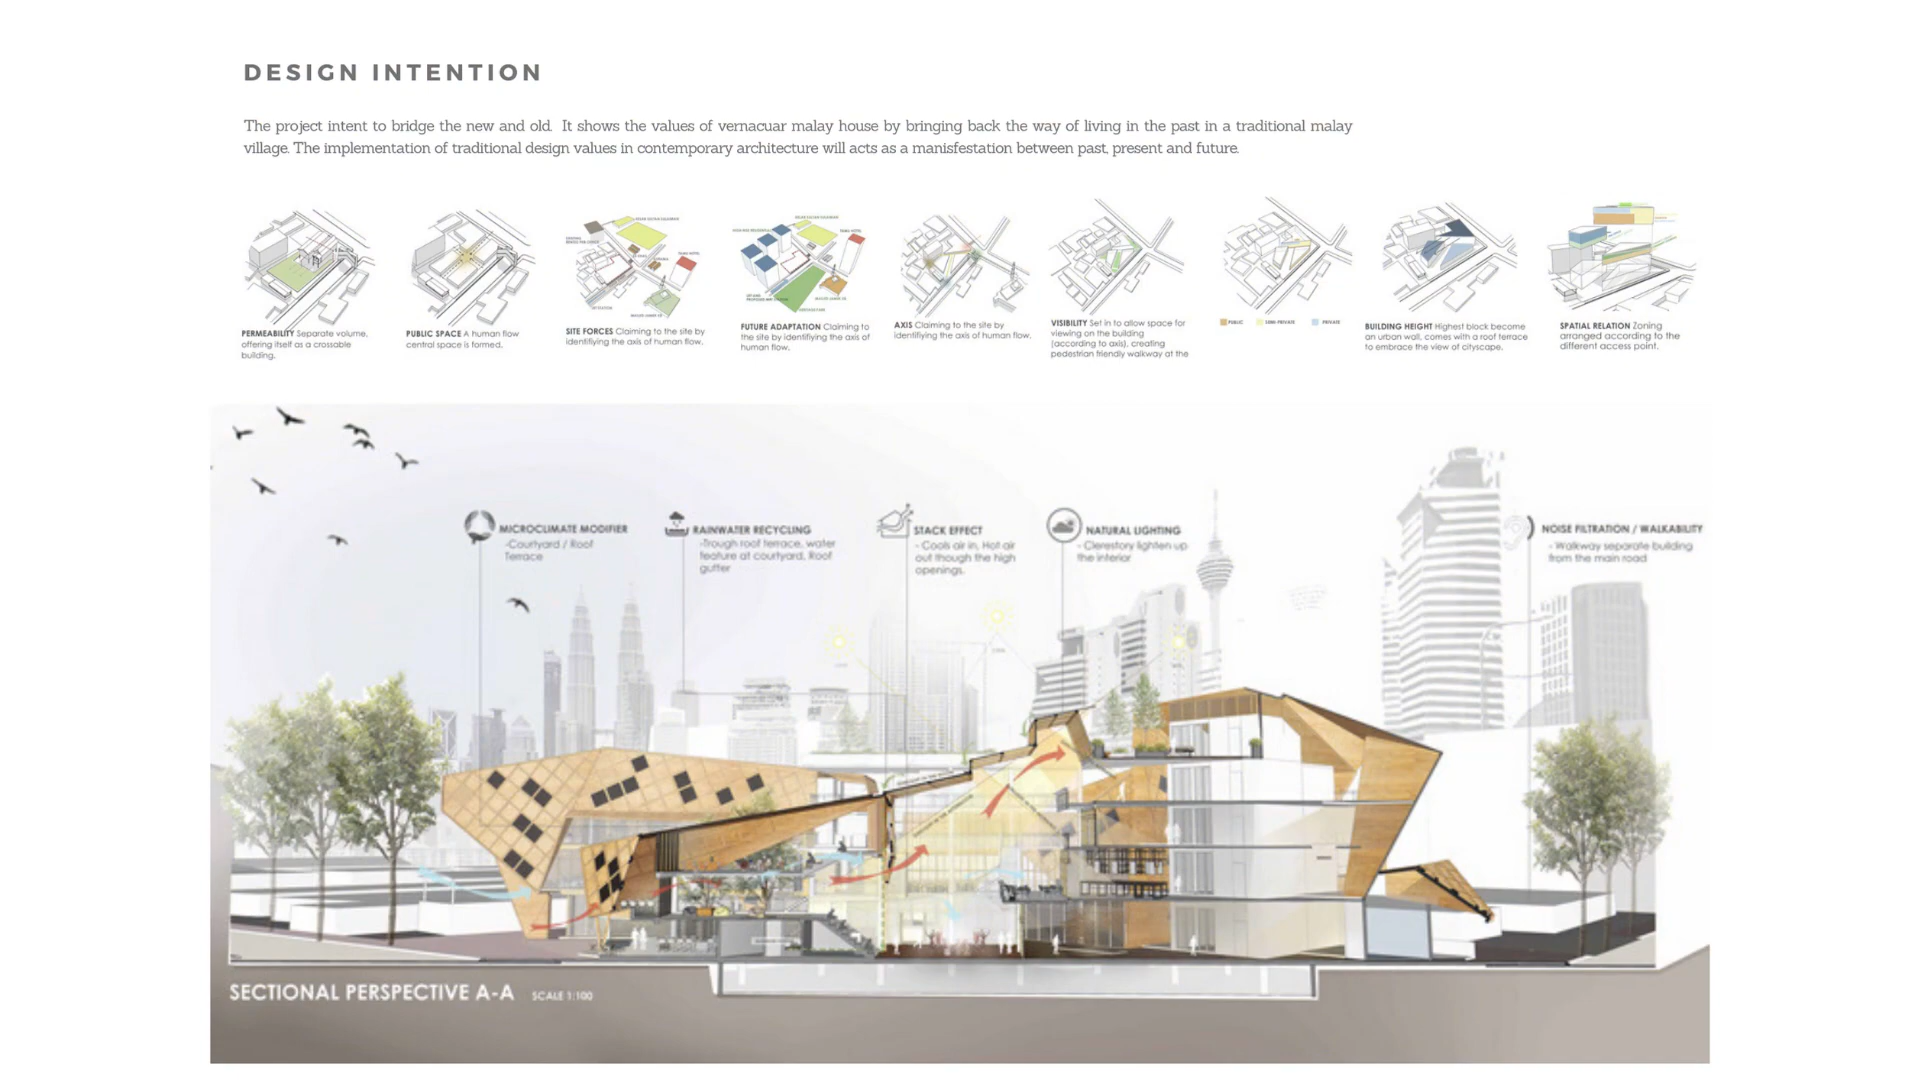 DESIGN INTENTION
The project intent to bridge the new and old. It shows the values of vernacuar malay house by bringing back the way of living in the past in a traditional malay
village. The implementation of traditional design values in contemporary architecture will acts as a manisfestation between past, present and future.
PERMEABILITY Separate volume,
offering itself as a crossable
building.
PUBLIC SPACE A human flow
central space is formed.
SITE FORCES Claiming to the site by
identifiying the axis of human flow.
FUTURE ADAPTATION Claiming to
the site by identifiying the axis of
human flow.
AXIS Claiming to the site by
identifiying the axis of human flow.
VISIBILITY Set in to allow space for
viewing on the building
(according to axis), creating
pedestrian friendly walkway at the
PUBLIC
SEMI-PRIVATE
PRIVATE
BUILDING HEIGHT Highest block become
an urban wall, comes with a roof terrace
to embrace the view of cityscape.
SPATIAL RELATION Zoning
arranged according to the
different access point.
MICROCLIMATE MODIFIER
-Courtyard / Roof
Terrace
RAINWATER RECYCLING
-Trough roof terrace, water
feature at courtyard, Roof
gutter
STACK EFFECT
- Cools air in, Hot air
out though the high
openings.
NATURAL LIGHTING
- Clerestory lighten up
the interior
NOISE FILTRATION / WALKABILITY
- Walkway separate building
from the main road
SECTIONAL PERSPECTIVE A-A SCALE 1:100